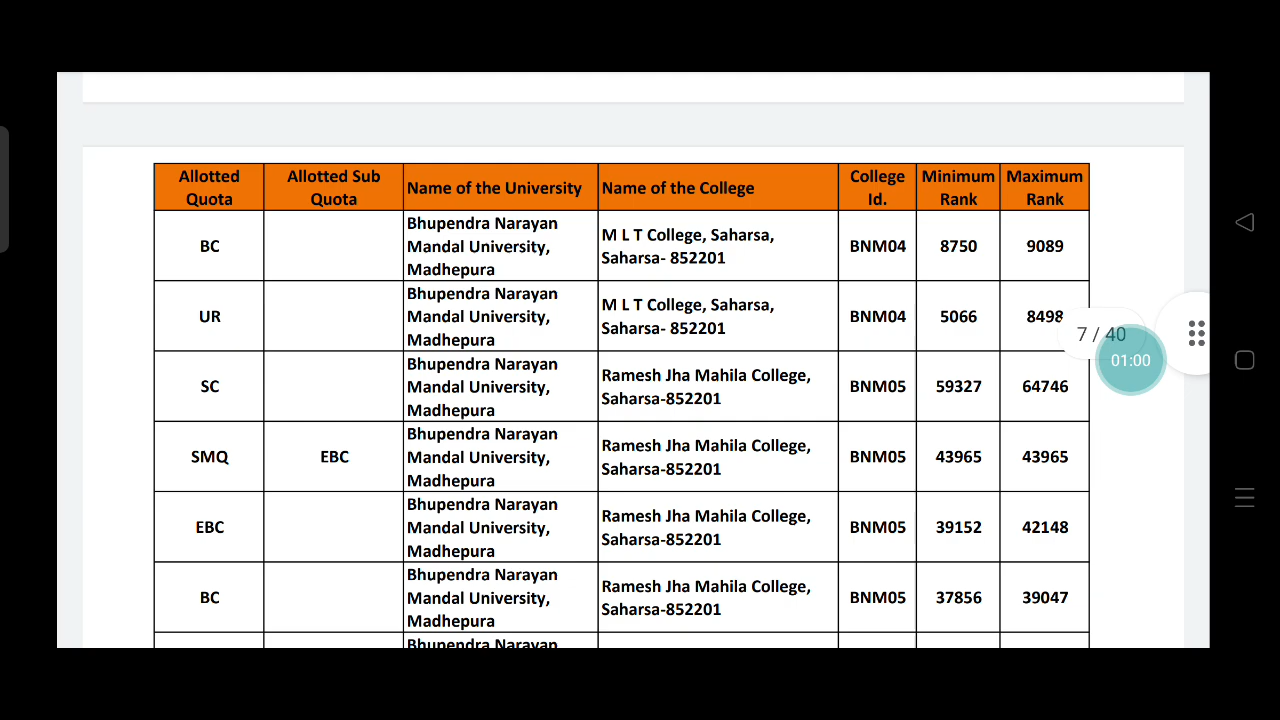 Allotted Quota Allotted Sub Quota Name of the University Name of the College College Id. Minimum Rank Maximum Rank
BC Bhupendra Narayan Mandal University, Madhepura M L T College, Saharsa, Saharsa- 852201 BNM04 8750 9089
UR Bhupendra Narayan Mandal University, Madhepura M L T College, Saharsa, Saharsa- 852201 BNM04 5066 8498
7 / 40
01:00
SC Bhupendra Narayan Mandal University, Madhepura Ramesh Jha Mahila College, Saharsa-852201 BNM05 59327 64746
SMQ EBC Bhupendra Narayan Mandal University, Madhepura Ramesh Jha Mahila College, Saharsa-852201 BNM05 43965 43965
EBC Bhupendra Narayan Mandal University, Madhepura Ramesh Jha Mahila College, Saharsa-852201 BNM05 39152 42148
BC Bhupendra Narayan Mandal University, Madhepura Ramesh Jha Mahila College, Saharsa-852201 BNM05 37856 39047
Bhupendra Narayan